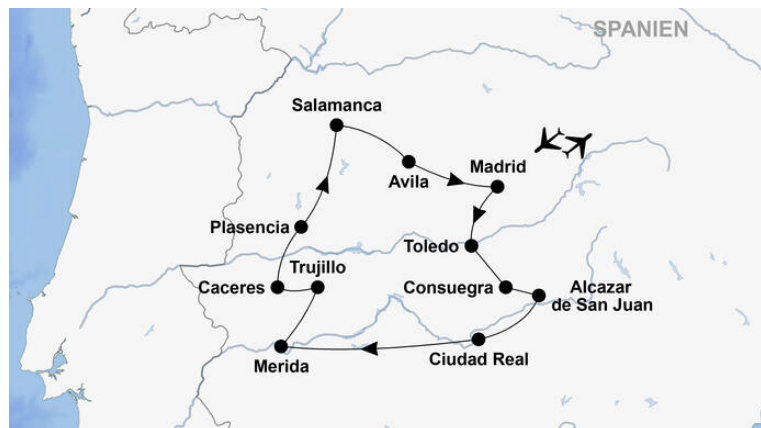 SPANIEN
Salamanca
Avila
Madrid
Plasencia
Toledo
Trujillo
Caceres
Consuegra
Alcazar
de San Juan
Merida
Ciudad Real